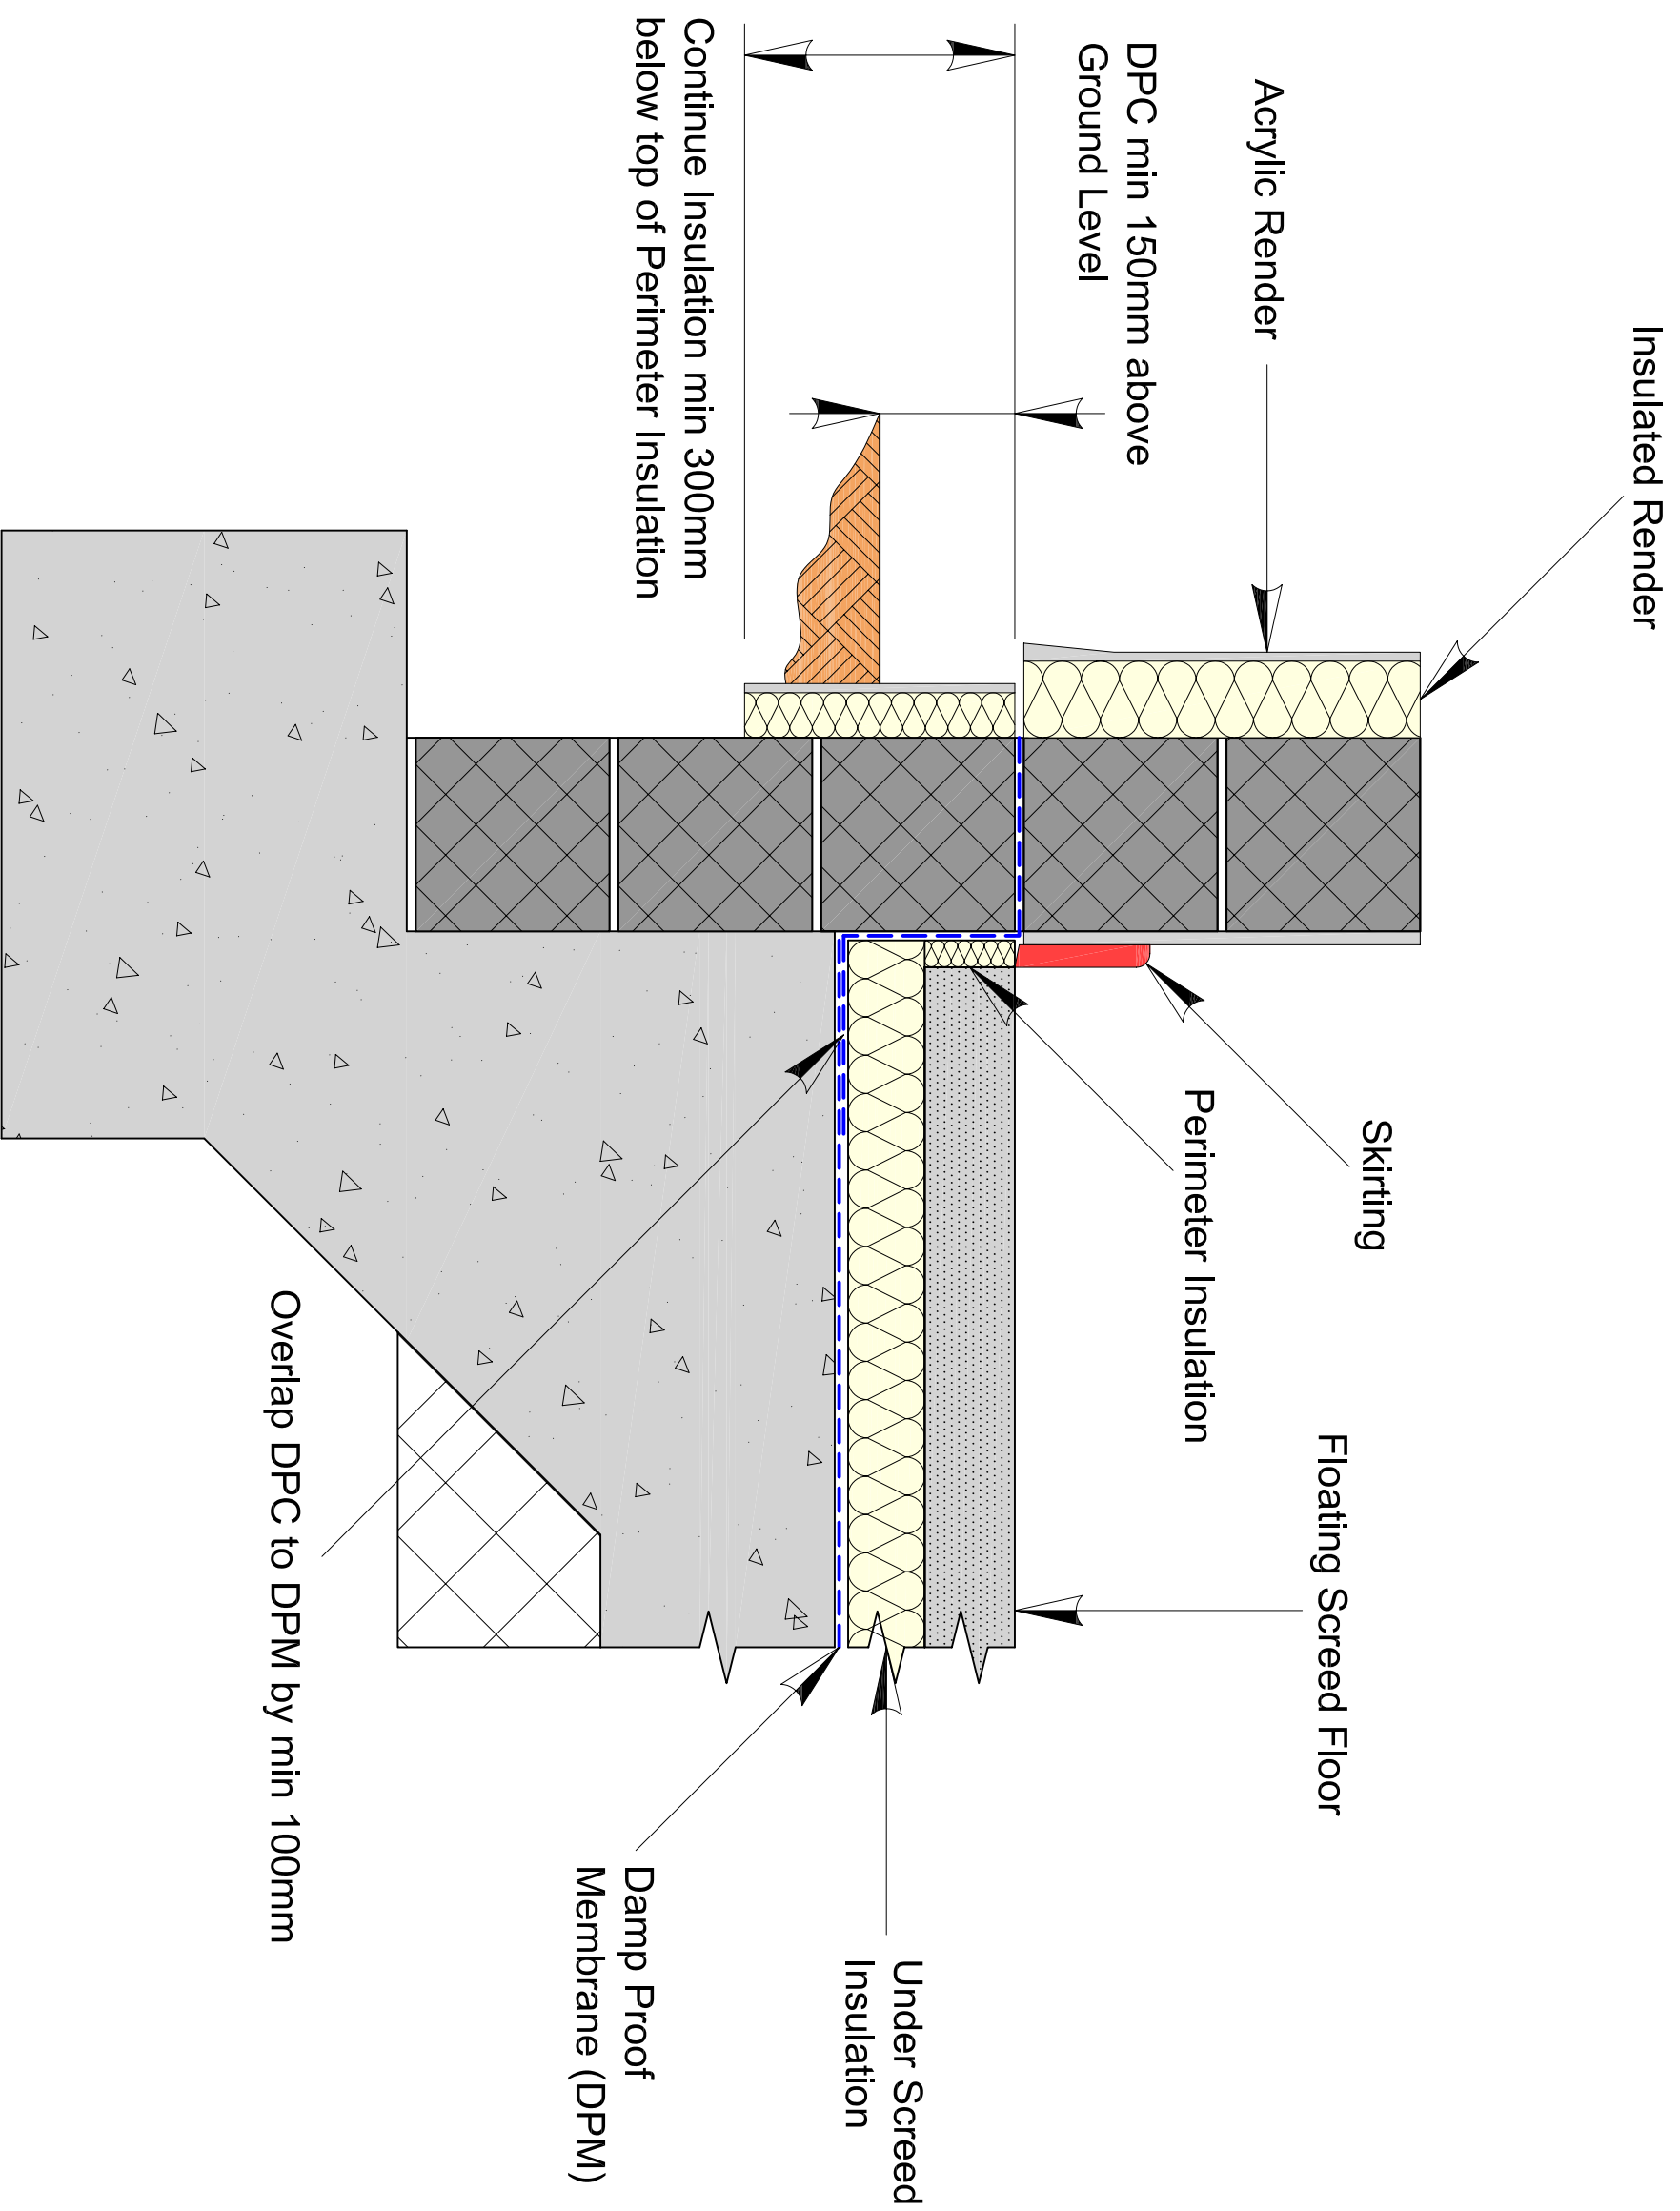 Insulated Render
Acrylic Render
DPC min 150mm above
Ground Level
Continue Insulation min 300mm
below top of Perimeter Insulation
Skirting
Perimeter Insulation
Floating Screed Floor
Under Screed
Insulation
Damp Proof
Membrane (DPM)
Overlap DPC to DPM by min 100mm